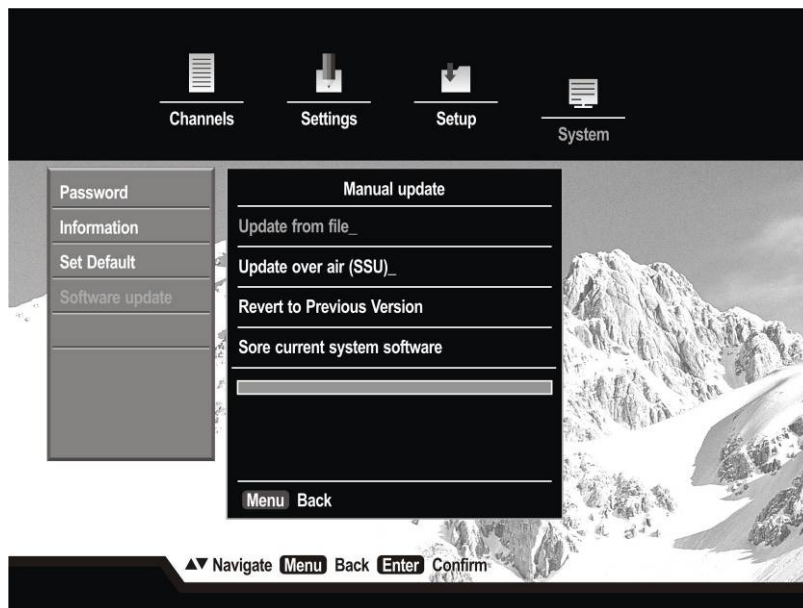 Channels Settings Setup System
Password
Information
Set Default
Software update
Manual update
Update from file_
Update over air (SSU)_
Revert to Previous Version
Sore current system software
Menu Back
▲▼ Navigate Menu Back Enter Confirm